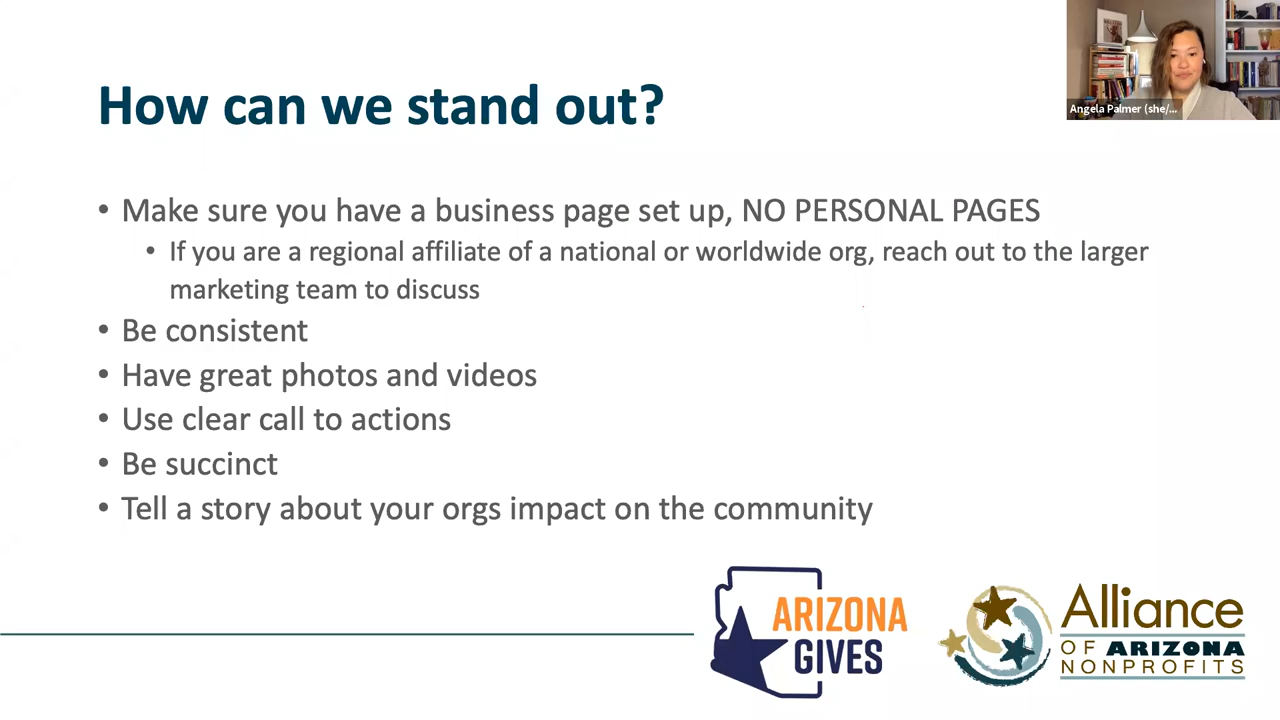 How can we stand out?
Angela Palmer (she/...
• Make sure you have a business page set up, NO PERSONAL PAGES
• If you are a regional affiliate of a national or worldwide org, reach out to the larger
marketing team to discuss
• Be consistent
• Have great photos and videos
• Use clear call to actions
• Be succinct
• Tell a story about your orgs impact on the community
ARIZONA
GIVES
Alliance
OF ARIZONA
NONPROFITS